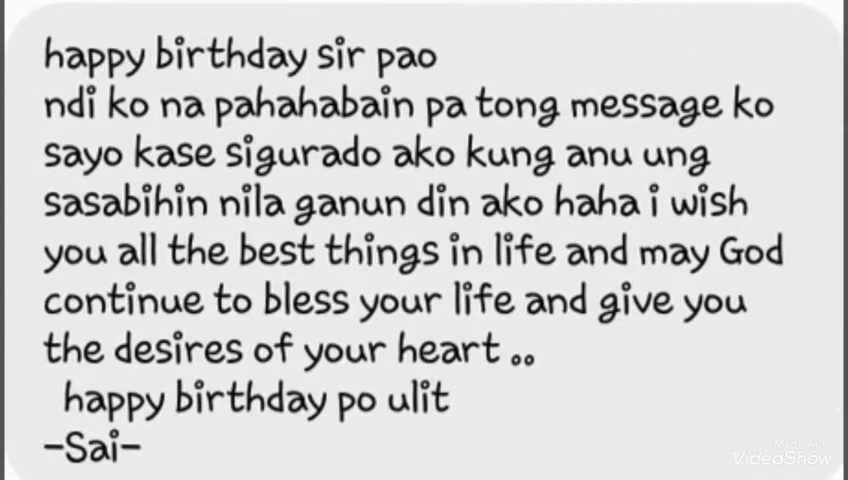 happy birthday sir pao
ndi ko na pahahabain pa tong message ko
sayo kase sigurado ako kung anu ung
sasabihin nila ganun din ako haha i wish
you all the best things in life and may God
continue to bless your life and give you
the desires of your heart ..
happy birthday po ulit
-Sai-
Made with
VideoShow